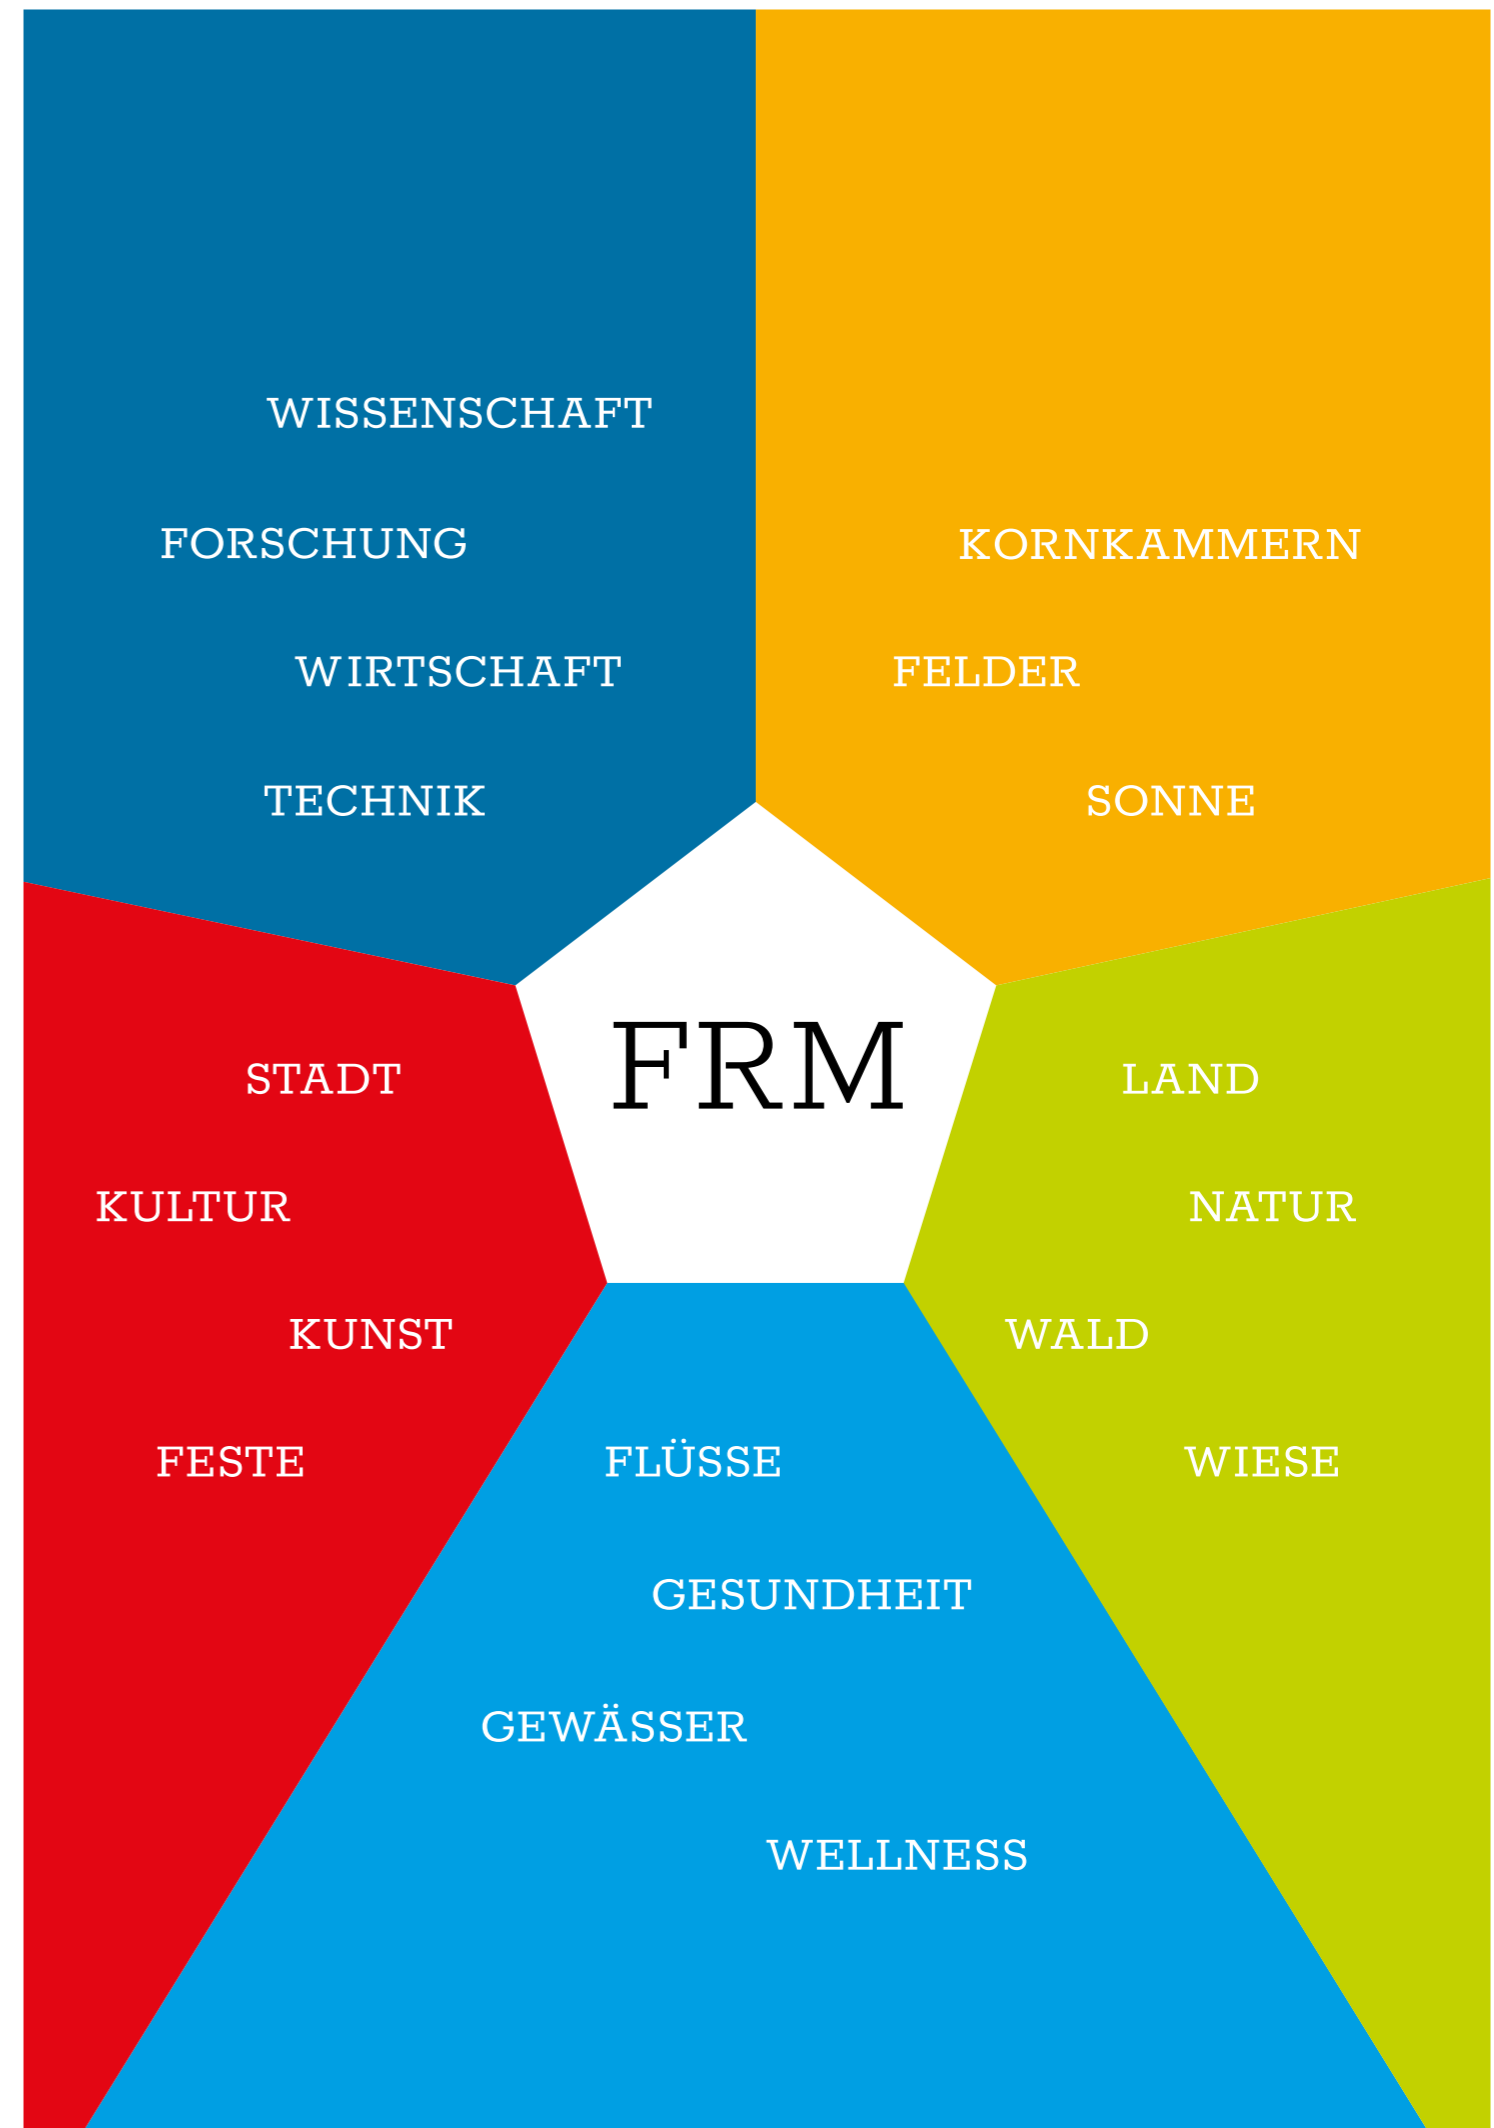 WISSENSCHAFT
FORSCHUNG
WIRTSCHAFT
TECHNIK
KORNKAMMERN
FELDER
SONNE
FRM
STADT
KULTUR
KUNST
FESTE
LAND
NATUR
WALD
WIESE
FLÜSSE
GESUNDHEIT
GEWÄSSER
WELLNESS